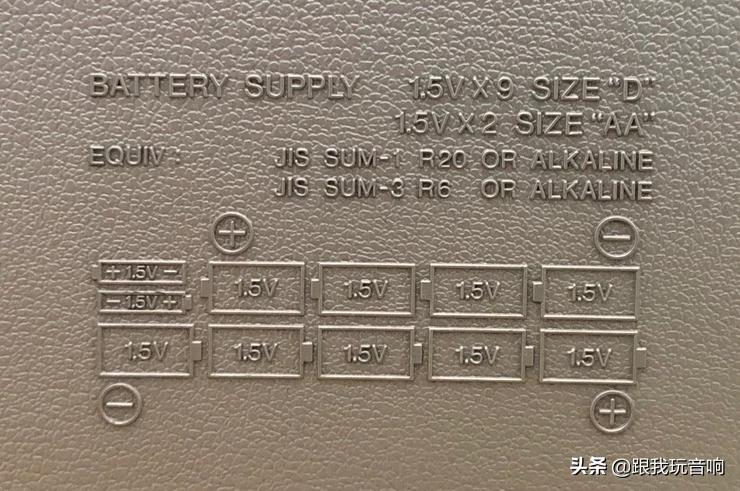 BATTERY SUPPLY 1.5V X 9 SIZE "D"
1.5V X 2 SIZE "AA"
EQUIV : JIS SUM-1 R20 OR ALKALINE
JIS SUM-3 R6 OR ALKALINE
+ −
+ 1.5V − 1.5V 1.5V 1.5V 1.5V
− 1.5V +
1.5V 1.5V 1.5V 1.5V 1.5V
− +
头条 @跟我玩音响